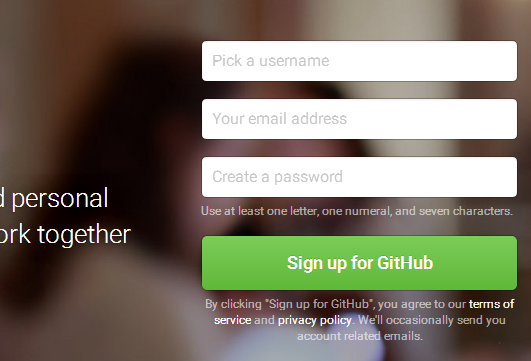 Pick a username
Your email address
Create a password
Use at least one letter, one numeral, and seven characters.
personal
together
Sign up for GitHub
By clicking "Sign up for GitHub", you agree to our terms of
service and privacy policy. We'll occasionally send you
account related emails.